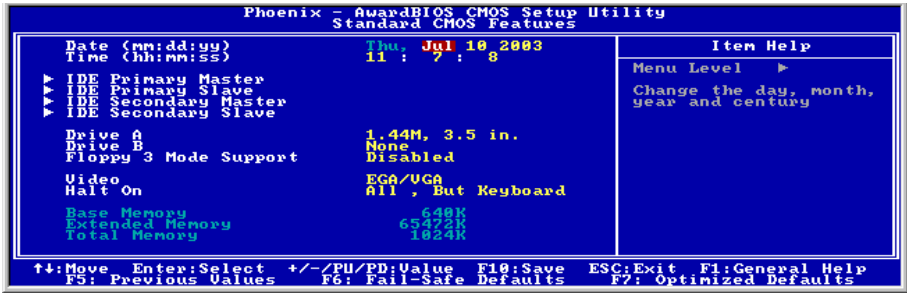 Phoenix - AwardBIOS CMOS Setup Utility
Standard CMOS Features
Date (mm:dd:yy) Thu, Jul 10 2003
Time (hh:mm:ss) 11 : 7 : 8
IDE Primary Master
IDE Primary Slave
IDE Secondary Master
IDE Secondary Slave
Drive A 1.44M, 3.5 in.
Drive B None
Floppy 3 Mode Support Disabled
Video EGA/VGA
Halt On All , But Keyboard
Base Memory 640K
Extended Memory 65472K
Total Memory 1024K
Item Help
Menu Level ►
Change the day, month,
year and century
↑↓:Move Enter:Select +/-/PU/PD:Value F10:Save ESC:Exit F1:General Help
F5: Previous Values F6: Fail-Safe Defaults F7: Optimized Defaults